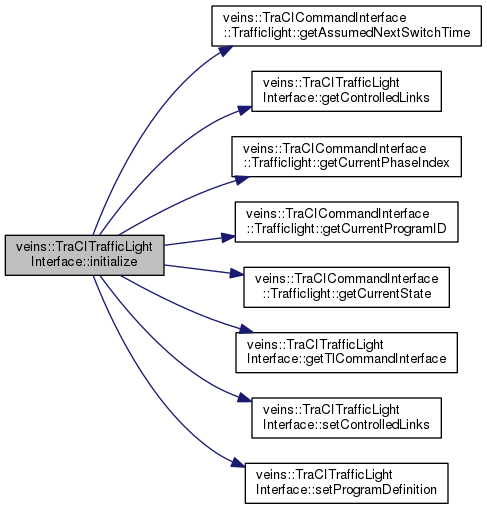 veins::TraCICommandInterface
::Trafficlight::getAssumedNextSwitchTime
veins::TraCITrafficLight
Interface::getControlledLinks
veins::TraCICommandInterface
::Trafficlight::getCurrentPhaseIndex
veins::TraCICommandInterface
::Trafficlight::getCurrentProgramID
veins::TraCITrafficLight
Interface::initialize
veins::TraCICommandInterface
::Trafficlight::getCurrentState
veins::TraCITrafficLight
Interface::getTlCommandInterface
veins::TraCITrafficLight
Interface::setControlledLinks
veins::TraCITrafficLight
Interface::setProgramDefinition